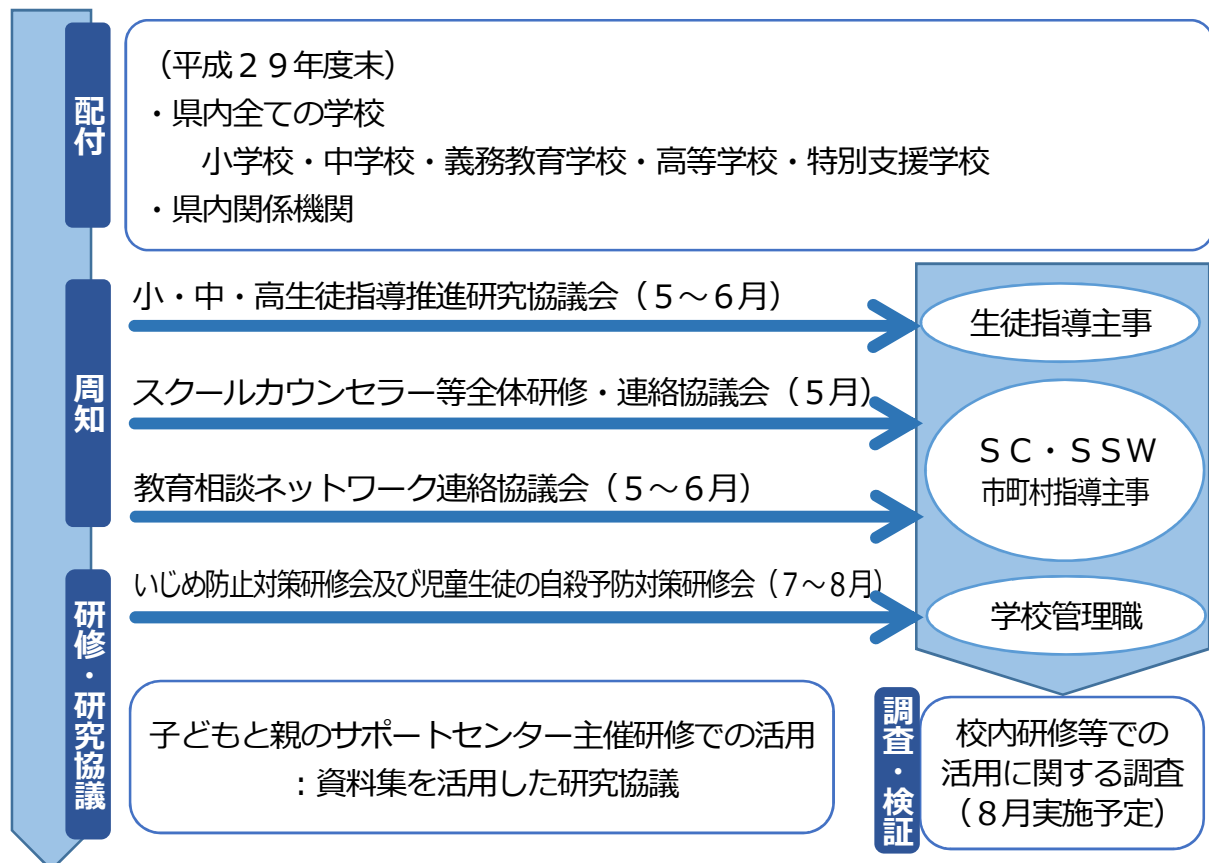 配付
（平成２９年度末）
・県内全ての学校
小学校・中学校・義務教育学校・高等学校・特別支援学校
・県内関係機関
周知
小・中・高生徒指導推進研究協議会（５～６月）
生徒指導主事
スクールカウンセラー等全体研修・連絡協議会（５月）
ＳＣ・ＳＳＷ
市町村指導主事
教育相談ネットワーク連絡協議会（５～６月）
研修・研究協議
いじめ防止対策研修会及び児童生徒の自殺予防対策研修会（７～８月）
学校管理職
子どもと親のサポートセンター主催研修での活用
：資料集を活用した研究協議
調査・検証
校内研修等での
活用に関する調査
（８月実施予定）